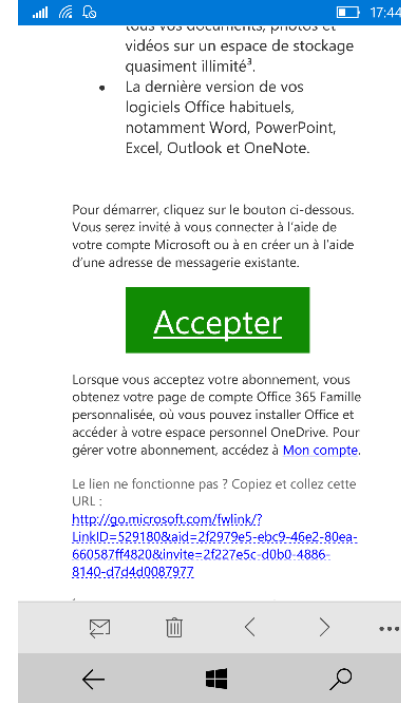 17:44
tous vos documents, photos et
vidéos sur un espace de stockage
quasiment illimité³.
• La dernière version de vos
logiciels Office habituels,
notamment Word, PowerPoint,
Excel, Outlook et OneNote.
Pour démarrer, cliquez sur le bouton ci-dessous.
Vous serez invité à vous connecter à l'aide de
votre compte Microsoft ou à en créer un à l'aide
d'une adresse de messagerie existante.
Accepter
Lorsque vous acceptez votre abonnement, vous
obtenez votre page de compte Office 365 Famille
personnalisée, où vous pouvez installer Office et
accéder à votre espace personnel OneDrive. Pour
gérer votre abonnement, accédez à Mon compte.
Le lien ne fonctionne pas ? Copiez et collez cette
URL :
http://go.microsoft.com/fwlink/?
LinkID=529180&aid=2f2979e5-ebc9-46e2-80ea-
660587ff4820&invite=2f227e5c-d0b0-4886-
8140-d7d4d0087977